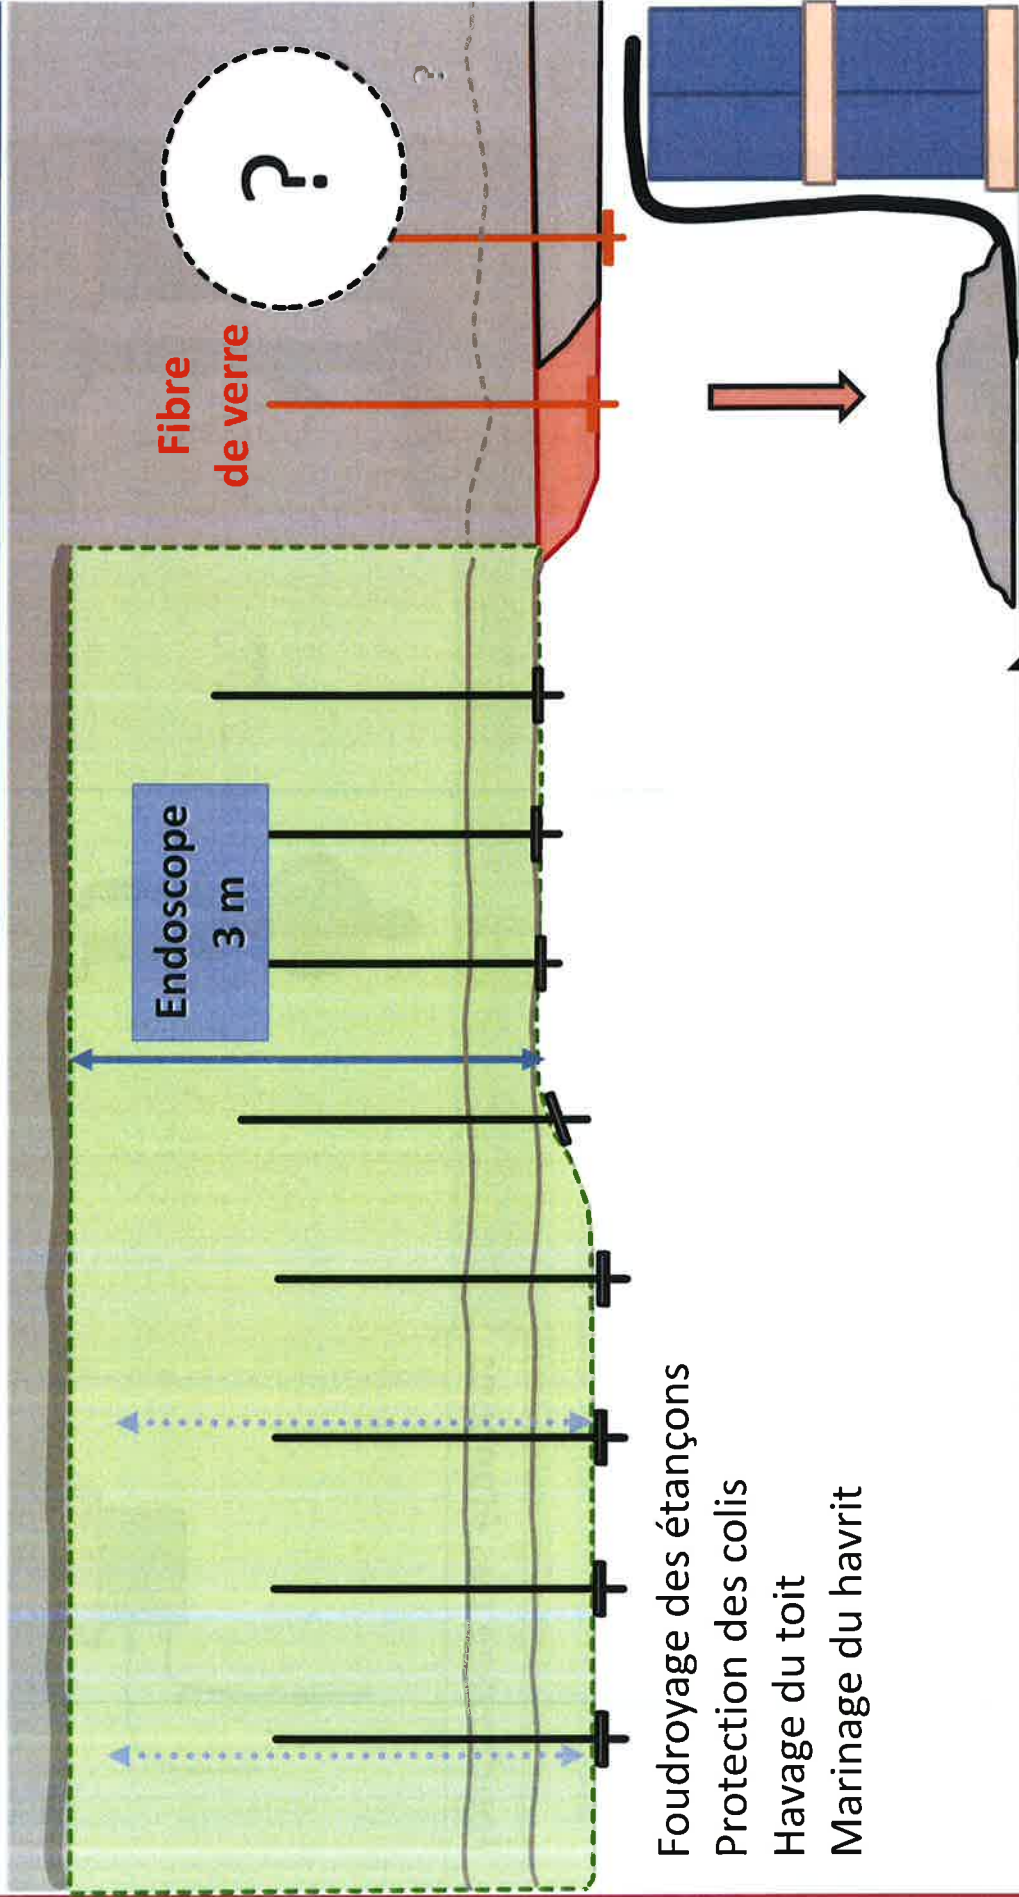 ?
?
Fibre
de verre
Endoscope
3 m
Foudroyage des étançons
Protection des colis
Havage du toit
Marinage du havrit